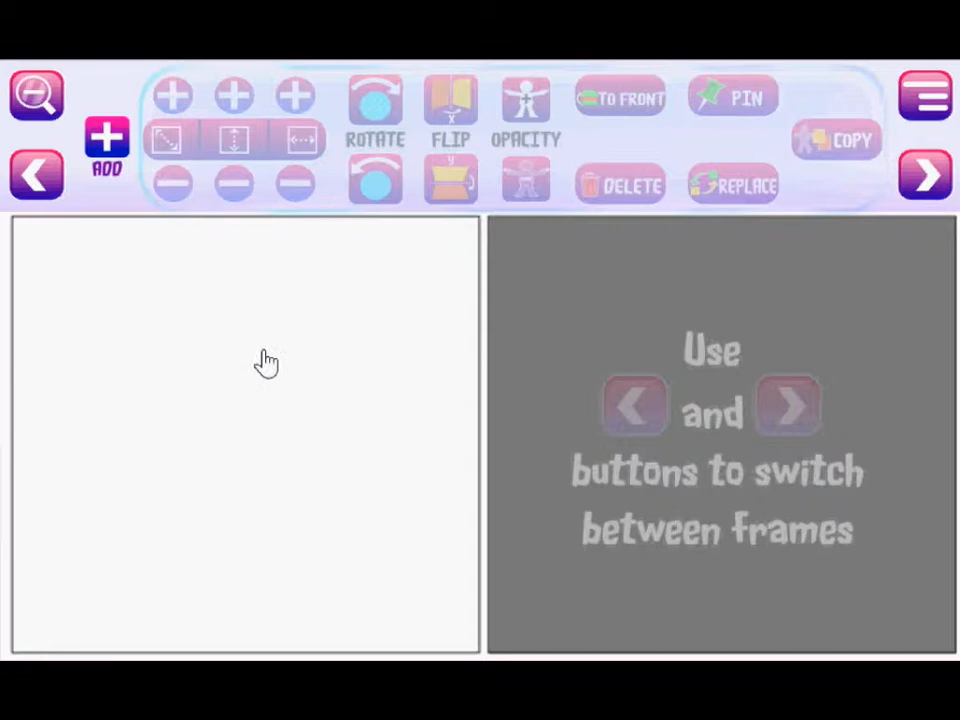 ADD
ROTATE
FLIP
X
Y
OPACITY
TO FRONT
DELETE
PIN
REPLACE
COPY
Use
and
buttons to switch
between frames